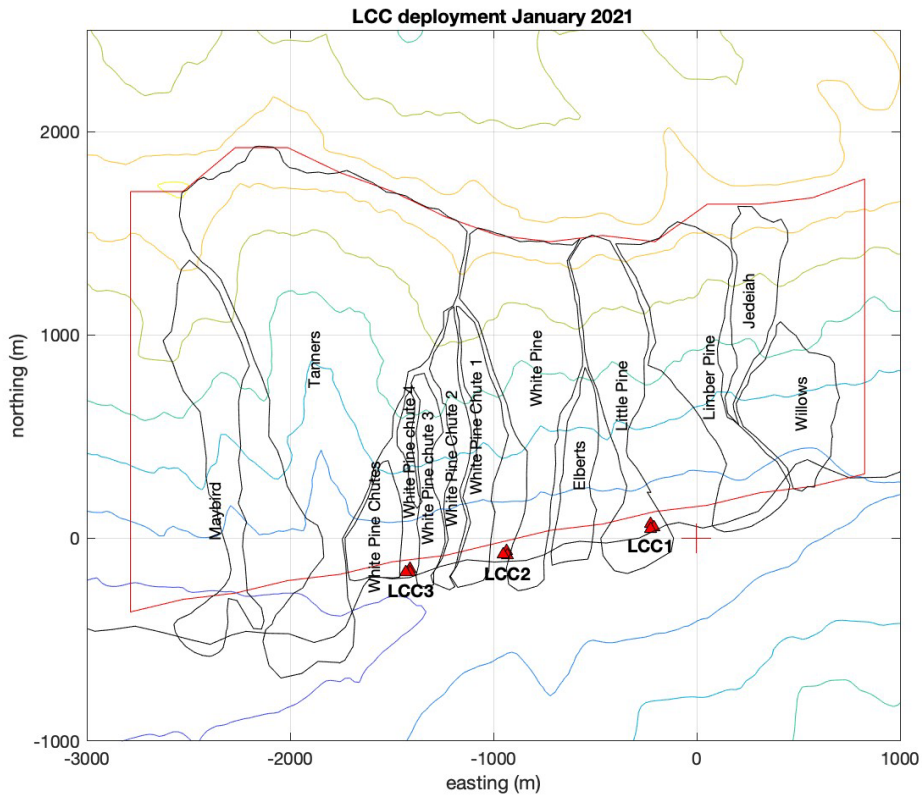 LCC deployment January 2021
2000
1000
0
-1000
northing (m)
Maybird
Tanners
White Pine Chutes
White Pine chute 4
White Pine chute 3
White Pine Chute 2
White Pine Chute 1
White Pine
Elberts
Little Pine
Limber Pine
Jedeiah
Willows
LCC3
LCC2
LCC1
-3000
-2000
-1000
0
1000
easting (m)